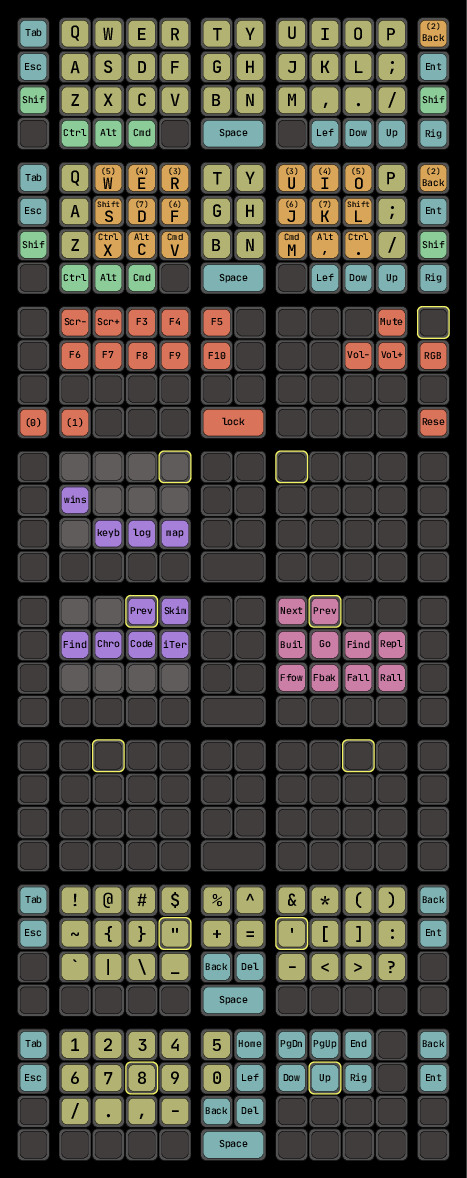 Tab Q W E R T Y U I O P (2) Back
Esc A S D F G H J K L ; Ent
Shif Z X C V B N M , . / Shif
Ctrl Alt Cmd Space Lef Dow Up Rig
Tab Q (5) W (4) E (3) R T Y (3) U (4) I (5) O P (2) Back
Esc A Shift S (7) D (6) F G H (6) J (7) K Shift L ; Ent
Shif Z Ctrl X Alt C Cmd V B N Cmd M Alt , Ctrl . / Shif
Ctrl Alt Cmd Space Lef Dow Up Rig
Scr- Scr+ F3 F4 F5 Mute
F6 F7 F8 F9 F10 Vol- Vol+ RGB
(0) (1) lock Rese
wins
keyb log map
Prev Skim Next Prev
Find Chro Code iTer Buil Go Find Repl
Ffow Fbak Fall Rall
Tab ! @ # $ % ^ & * ( ) Back
Esc ~ { } " + = ' [ ] : Ent
` | \ _ Back Del - < > ?
Space
Tab 1 2 3 4 5 Home PgDn PgUp End Back
Esc 6 7 8 9 0 Lef Dow Up Rig Ent
/ . , - Back Del
Space